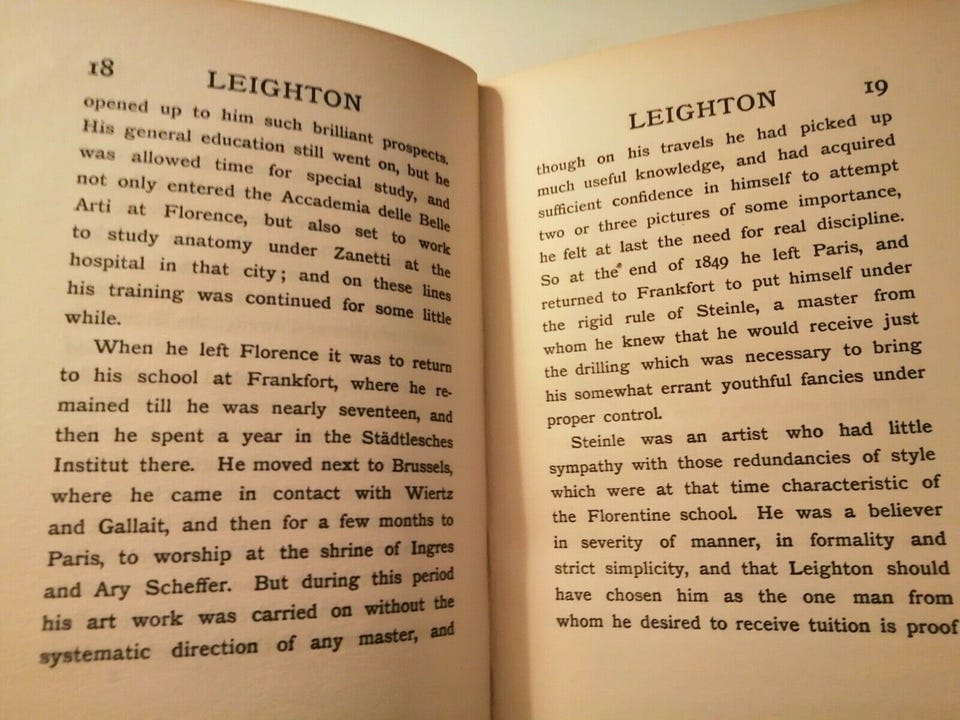 18
LEIGHTON
opened up to him such brilliant prospects.
His general education still went on, but he
was allowed time for special study, and
not only entered the Accademia delle Belle
Arti at Florence, but also set to work
to study anatomy under Zanetti at the
hospital in that city; and on these lines
his training was continued for some little
while.
When he left Florence it was to return
to his school at Frankfort, where he re-
mained till he was nearly seventeen, and
then he spent a year in the Städtlesches
Institut there. He moved next to Brussels,
where he came in contact with Wiertz
and Gallait, and then for a few months to
Paris, to worship at the shrine of Ingres
and Ary Scheffer. But during this period
his art work was carried on without the
systematic direction of any master, and
LEIGHTON
19
though on his travels he had picked up
much useful knowledge, and had acquired
sufficient confidence in himself to attempt
two or three pictures of some importance,
he felt at last the need for real discipline.
So at the end of 1849 he left Paris, and
returned to Frankfort to put himself under
the rigid rule of Steinle, a master from
whom he knew that he would receive just
the drilling which was necessary to bring
his somewhat errant youthful fancies under
proper control.
Steinle was an artist who had little
sympathy with those redundancies of style
which were at that time characteristic of
the Florentine school. He was a believer
in severity of manner, in formality and
strict simplicity, and that Leighton should
have chosen him as the one man from
whom he desired to receive tuition is proof